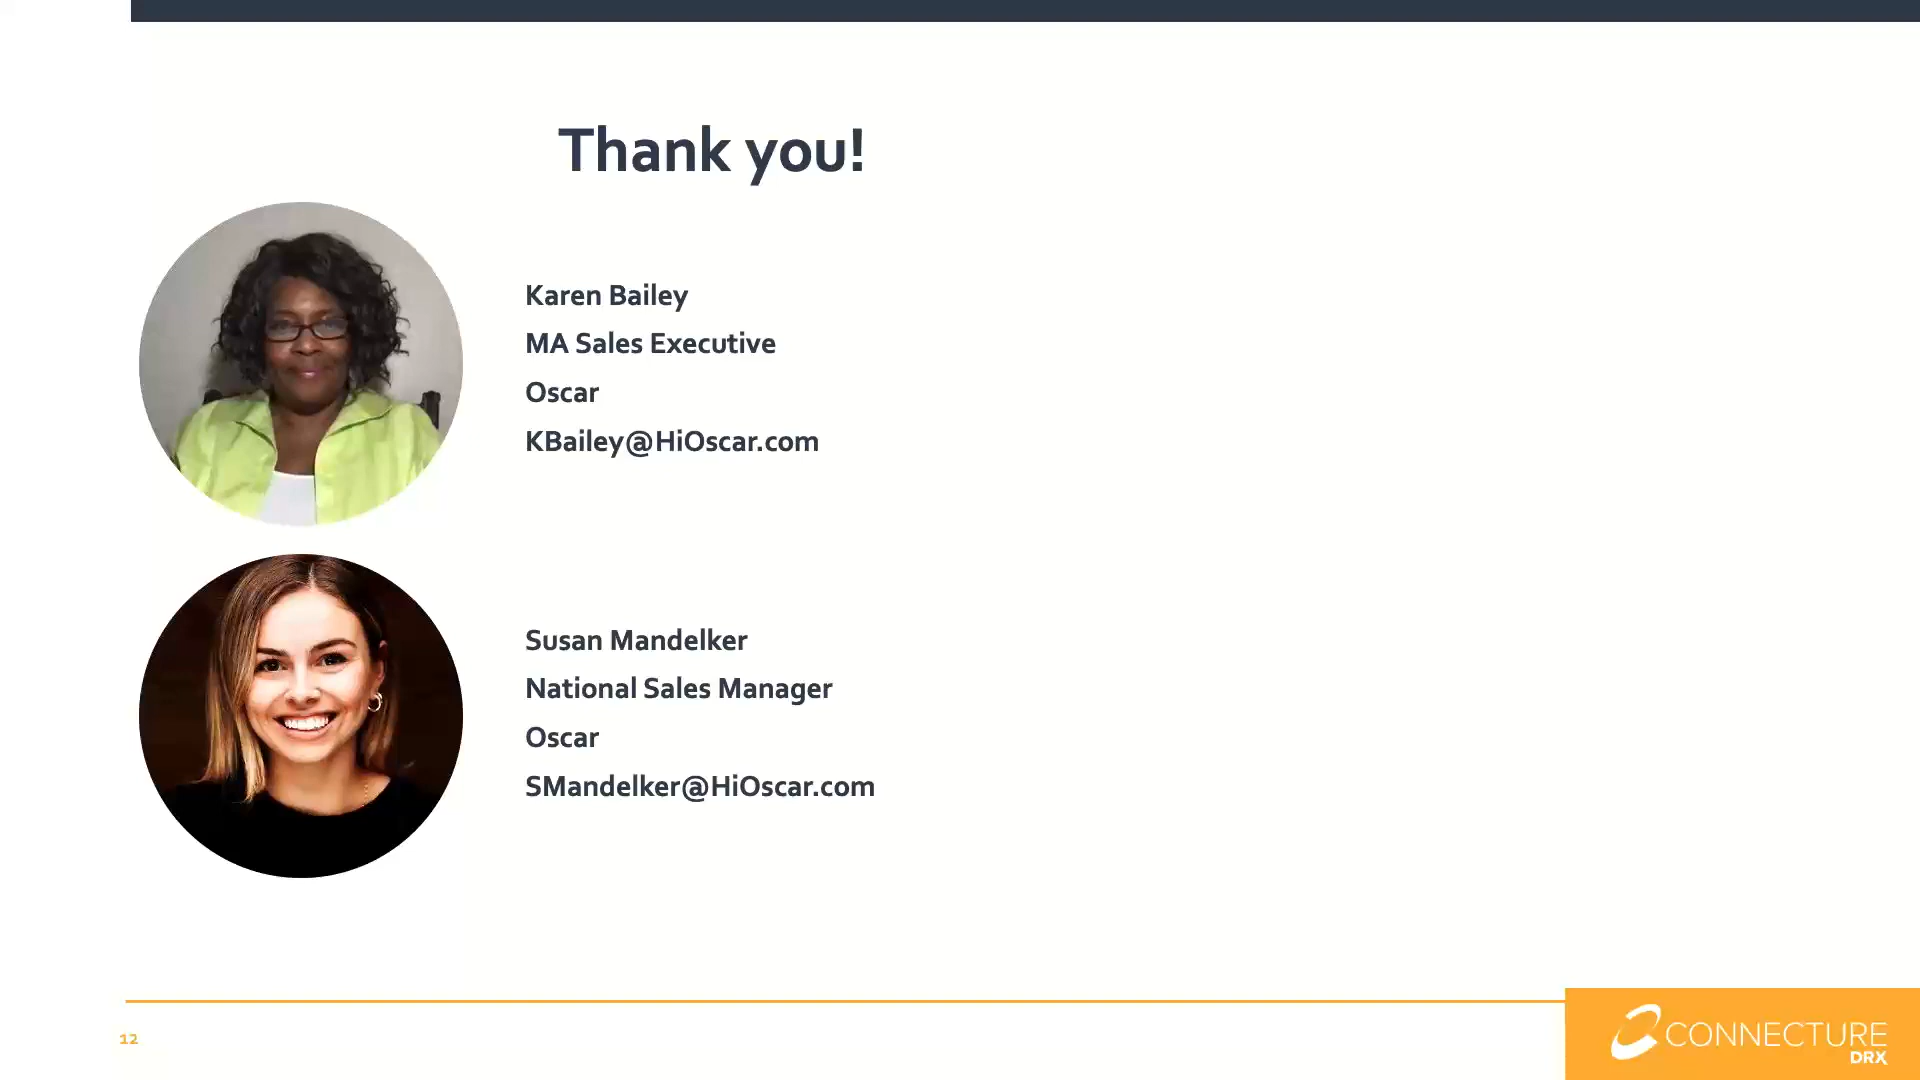 Thank you!
Karen Bailey
MA Sales Executive
Oscar
KBailey@HiOscar.com
Susan Mandelker
National Sales Manager
Oscar
SMandelker@HiOscar.com
12
CONNECTURE
DRX